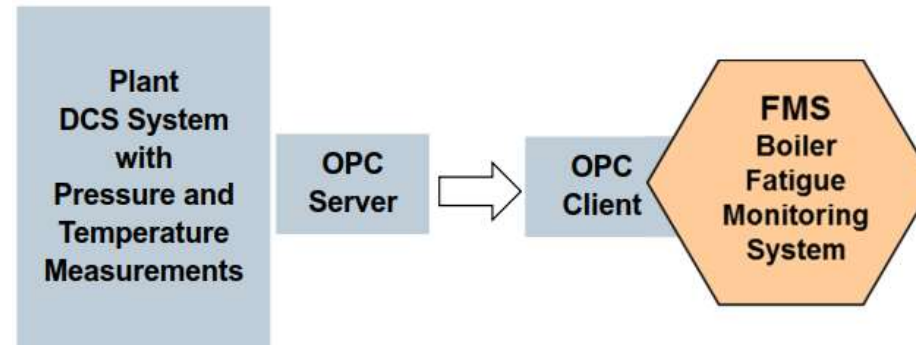 Plant
DCS System
with
Pressure and
Temperature
Measurements
OPC
Server
OPC
Client
FMS
Boiler
Fatigue
Monitoring
System